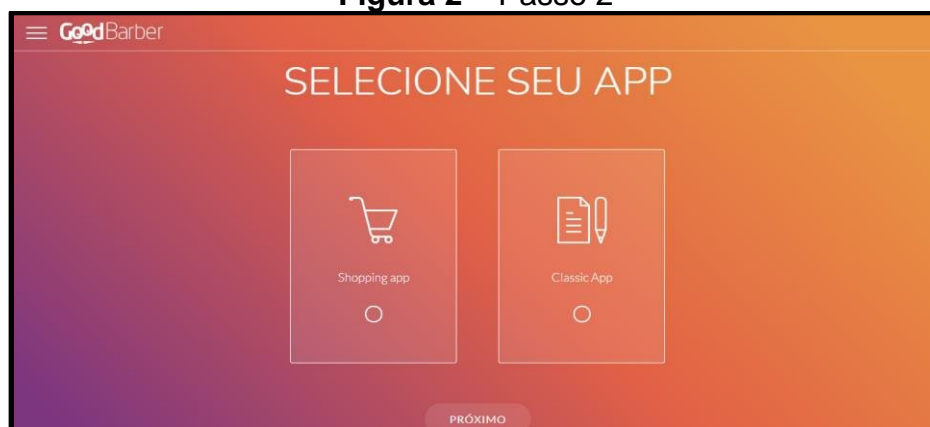 Figura 2 – Passo 2
GoodBarber
SELECIONE SEU APP
Shopping app
Classic App
PRÓXIMO